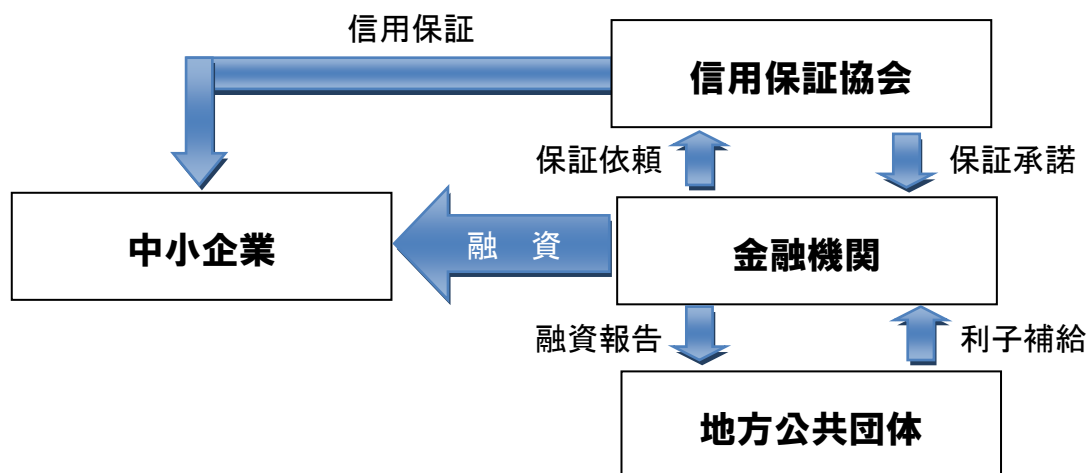 信用保証
信用保証協会
保証依頼
保証承諾
中小企業
融 資
金融機関
融資報告
利子補給
地方公共団体